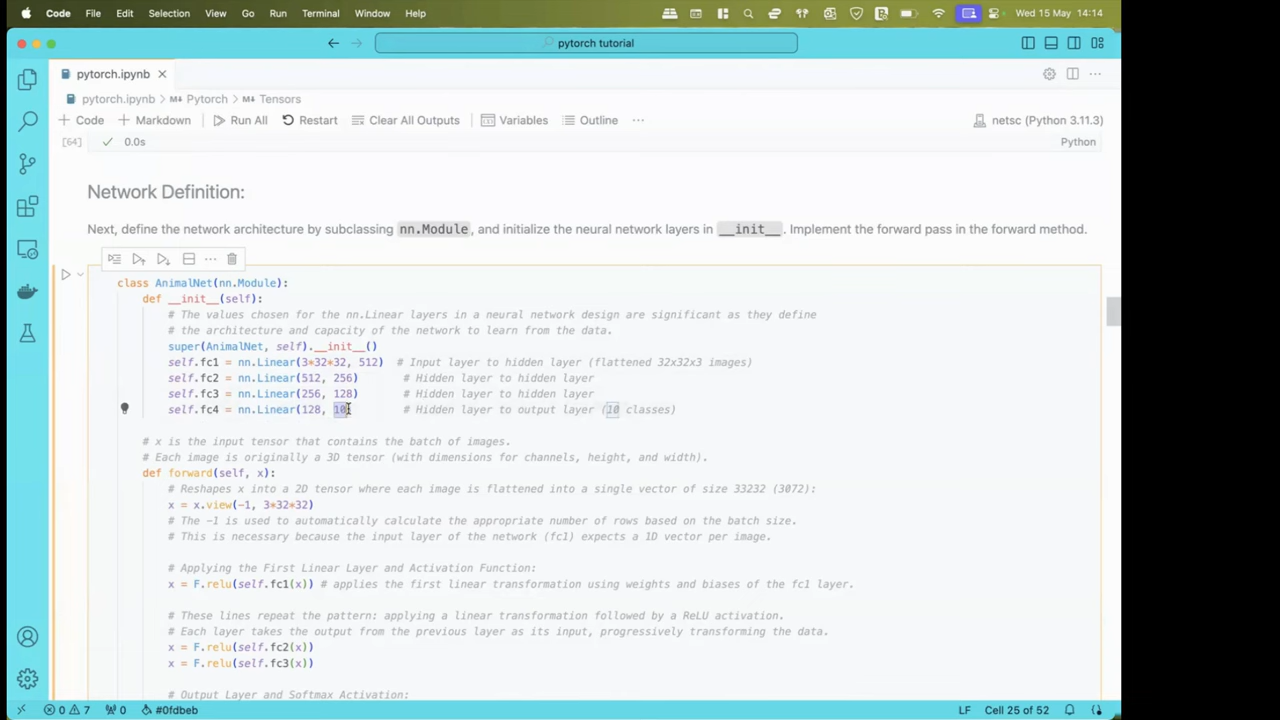 Code File Edit Selection View Go Run Terminal Window Help Wed 15 May 14:14
pytorch tutorial
pytorch.ipynb
pytorch.ipynb > Pytorch > Tensors
+ Code + Markdown Run All Restart Clear All Outputs Variables Outline ... netsc (Python 3.11.3)
[64] 0.0s Python
Network Definition:
Next, define the network architecture by subclassing nn.Module, and initialize the neural network layers in __init__. Implement the forward pass in the forward method.
class AnimalNet(nn.Module):
def __init__(self):
# The values chosen for the nn.Linear layers in a neural network design are significant as they define
# the architecture and capacity of the network to learn from the data.
super(AnimalNet, self).__init__()
self.fc1 = nn.Linear(3*32*32, 512) # Input layer to hidden layer (flattened 32x32x3 images)
self.fc2 = nn.Linear(512, 256) # Hidden layer to hidden layer
self.fc3 = nn.Linear(256, 128) # Hidden layer to hidden layer
self.fc4 = nn.Linear(128, 10) # Hidden layer to output layer (10 classes)
# x is the input tensor that contains the batch of images.
# Each image is originally a 3D tensor (with dimensions for channels, height, and width).
def forward(self, x):
# Reshapes x into a 2D tensor where each image is flattened into a single vector of size 33232 (3072):
x = x.view(-1, 3*32*32)
# The -1 is used to automatically calculate the appropriate number of rows based on the batch size.
# This is necessary because the input layer of the network (fc1) expects a 1D vector per image.
# Applying the First Linear Layer and Activation Function:
x = F.relu(self.fc1(x)) # applies the first linear transformation using weights and biases of the fc1 layer.
# These lines repeat the pattern: applying a linear transformation followed by a ReLU activation.
# Each layer takes the output from the previous layer as its input, progressively transforming the data.
x = F.relu(self.fc2(x))
x = F.relu(self.fc3(x))
# Output Layer and Softmax Activation:
0 7 0 #0fdbeb LF Cell 25 of 52